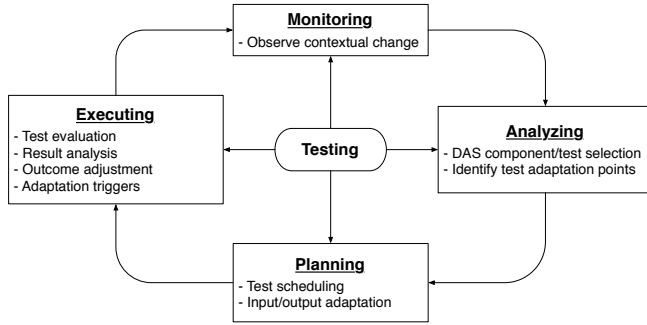 Monitoring
- Observe contextual change
Executing
- Test evaluation
- Result analysis
- Outcome adjustment
- Adaptation triggers
Testing
Analyzing
- DAS component/test selection
- Identify test adaptation points
Planning
- Test scheduling
- Input/output adaptation